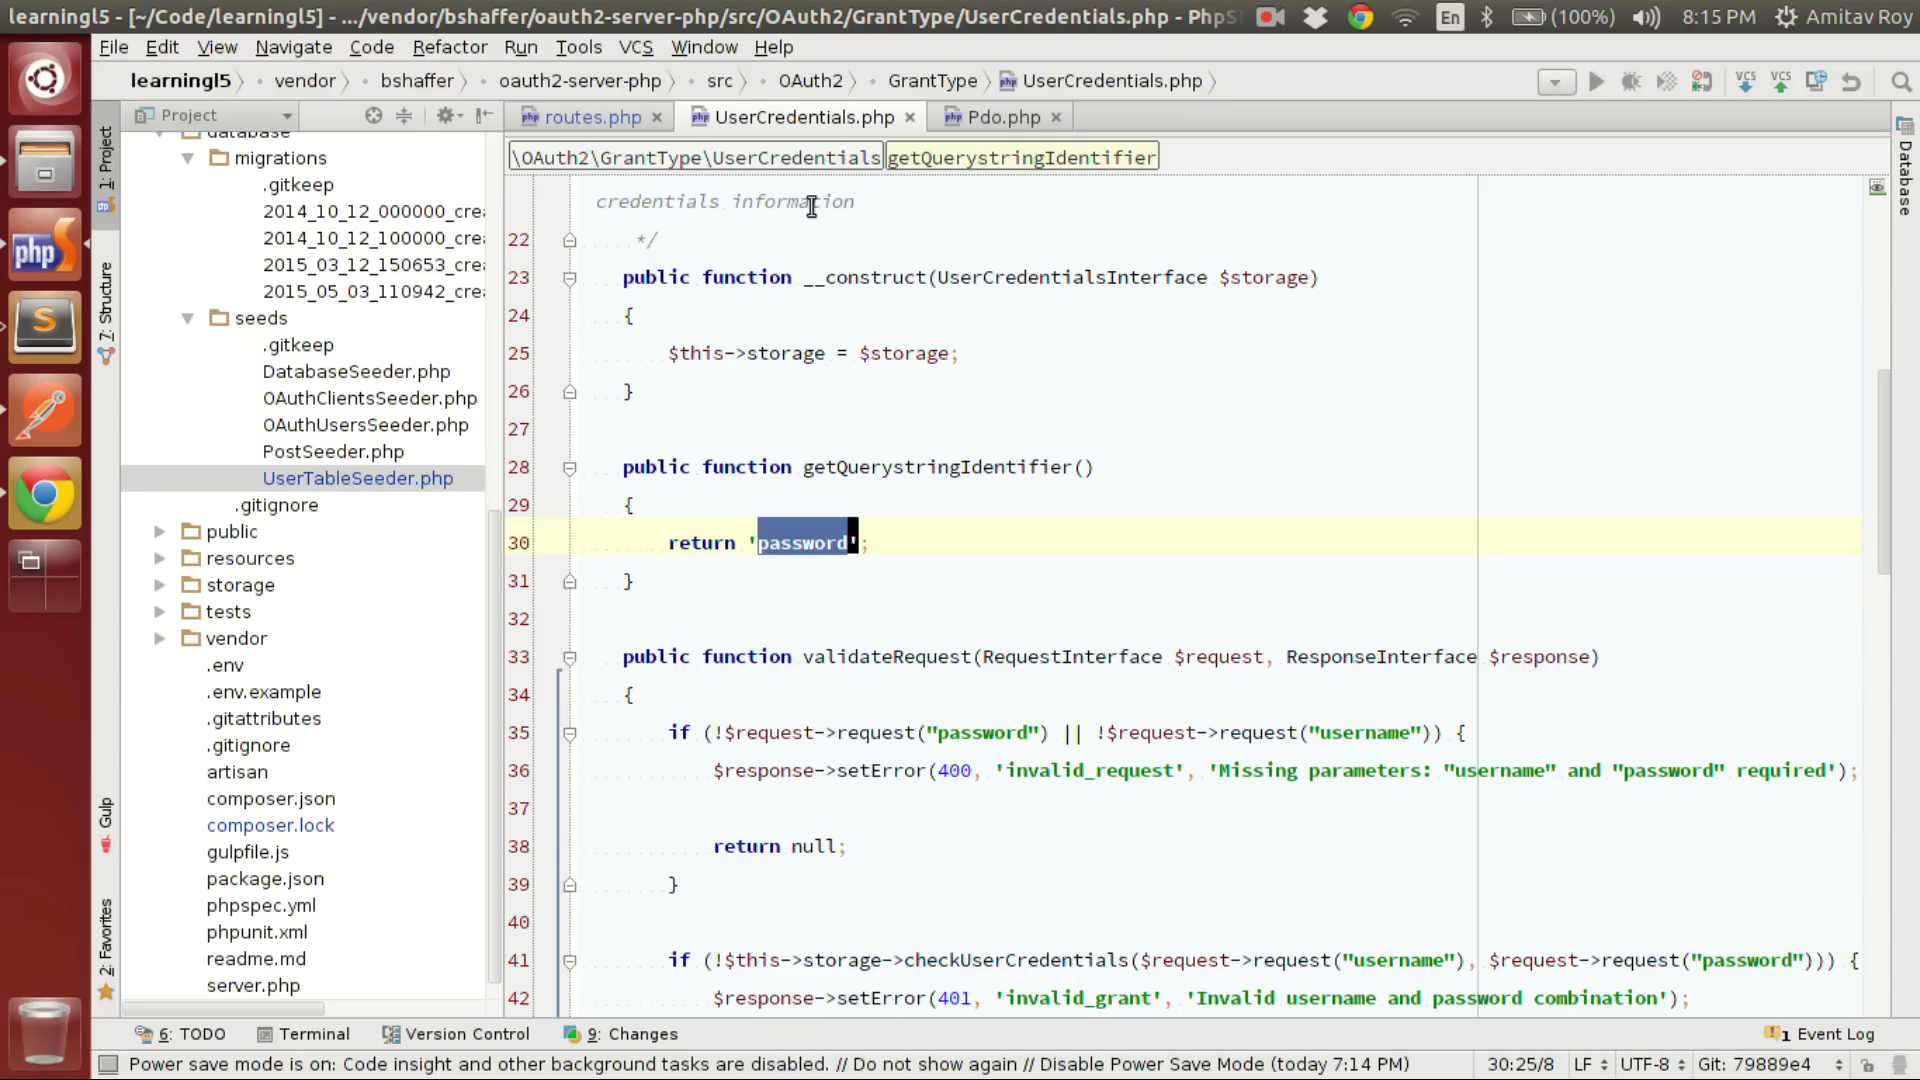 learningl5 - [~/Code/learningl5] - .../vendor/bshaffer/oauth2-server-php/src/OAuth2/GrantType/UserCredentials.php - PhpS
En (100%) 8:15 PM Amitav Roy
File Edit View Navigate Code Refactor Run Tools VCS Window Help
learningl5 vendor bshaffer oauth2-server-php src OAuth2 GrantType UserCredentials.php
VCS VCS
Project
routes.php UserCredentials.php Pdo.php
\OAuth2\GrantType\UserCredentials getQuerystringIdentifier
1: Project
7: Structure
Gulp
2: Favorites
Database
database
migrations
.gitkeep
2014_10_12_000000_crea
2014_10_12_100000_crea
2015_03_12_150653_crea
2015_05_03_110942_crea
seeds
.gitkeep
DatabaseSeeder.php
OAuthClientsSeeder.php
OAuthUsersSeeder.php
PostSeeder.php
UserTableSeeder.php
.gitignore
public
resources
storage
tests
vendor
.env
.env.example
.gitattributes
.gitignore
artisan
composer.json
composer.lock
gulpfile.js
package.json
phpspec.yml
phpunit.xml
readme.md
server.php
credentials information
22 */
23 public function __construct(UserCredentialsInterface $storage)
24 {
25 $this->storage = $storage;
26 }
27
28 public function getQuerystringIdentifier()
29 {
30 return 'password';
31 }
32
33 public function validateRequest(RequestInterface $request, ResponseInterface $response)
34 {
35 if (!$request->request("password") || !$request->request("username")) {
36 $response->setError(400, 'invalid_request', 'Missing parameters: "username" and "password" required');
37
38 return null;
39 }
40
41 if (!$this->storage->checkUserCredentials($request->request("username"), $request->request("password"))) {
42 $response->setError(401, 'invalid_grant', 'Invalid username and password combination');
6: TODO Terminal Version Control 9: Changes 1 Event Log
Power save mode is on: Code insight and other background tasks are disabled. // Do not show again // Disable Power Save Mode (today 7:14 PM) 30:25/8 LF UTF-8 Git: 79889e4